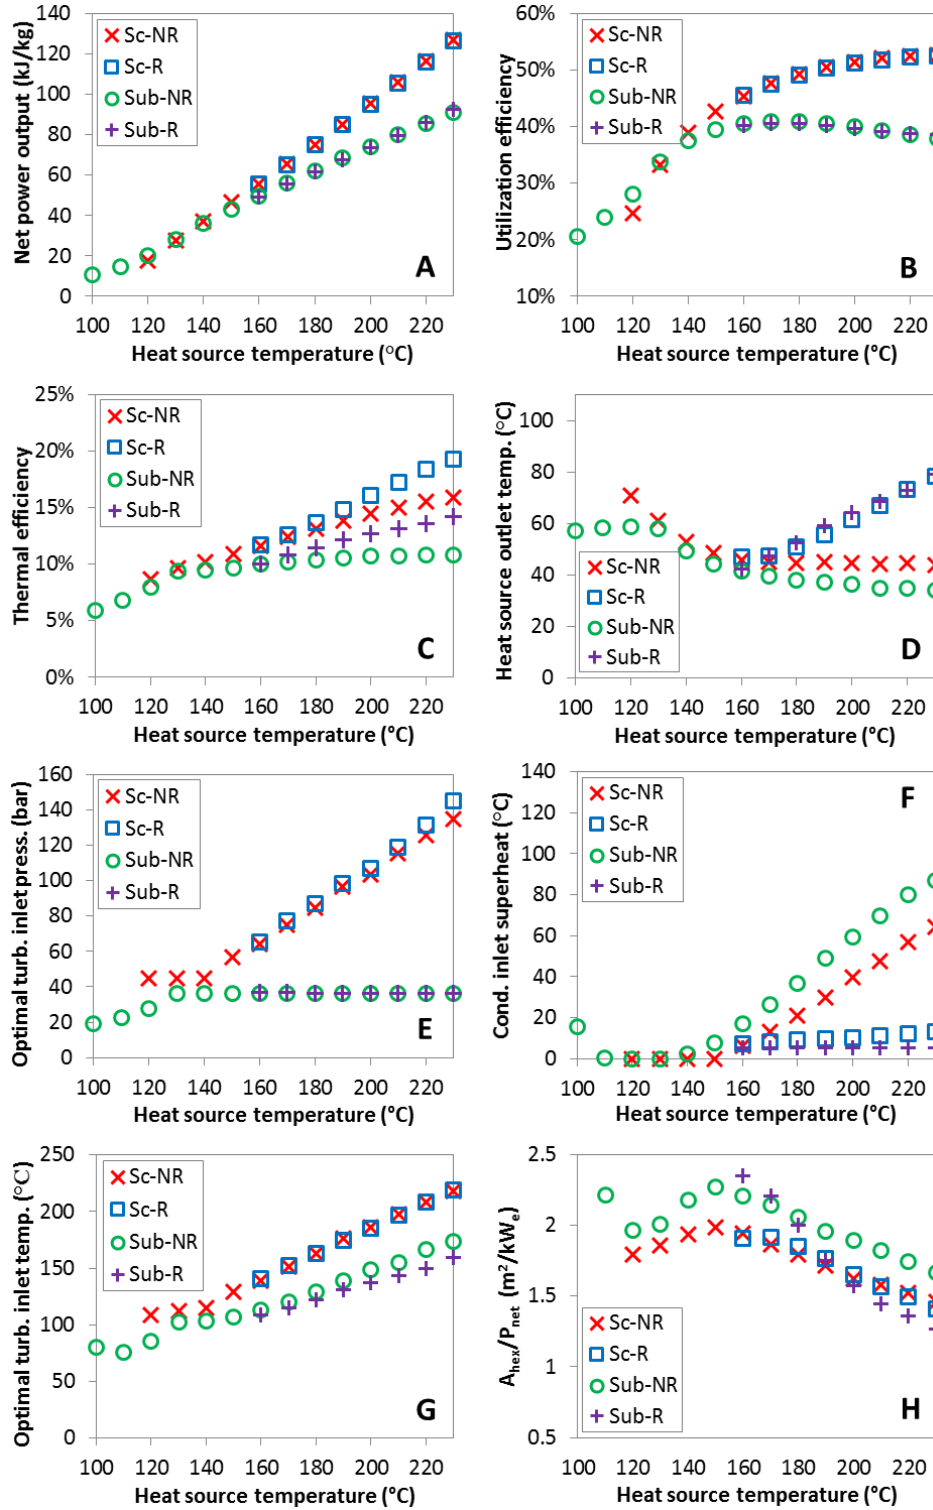 140
120
100
80
60
40
20
0
Net power output (kJ/kg)
Sc-NR
Sc-R
Sub-NR
Sub-R
A
100 120 140 160 180 200 220
Heat source temperature (°C)
60%
50%
40%
30%
20%
10%
Utilization efficiency
Sc-NR
Sc-R
Sub-NR
Sub-R
B
100 120 140 160 180 200 220
Heat source temperature (°C)
25%
20%
15%
10%
5%
0%
Thermal efficiency
Sc-NR
Sc-R
Sub-NR
Sub-R
C
100 120 140 160 180 200 220
Heat source temperature (°C)
100
80
60
40
20
0
Heat source outlet temp. (°C)
Sc-NR
Sc-R
Sub-NR
Sub-R
D
100 120 140 160 180 200 220
Heat source temperature (°C)
160
140
120
100
80
60
40
20
0
Optimal turb. inlet press. (bar)
Sc-NR
Sc-R
Sub-NR
Sub-R
E
100 120 140 160 180 200 220
Heat source temperature (°C)
140
120
100
80
60
40
20
0
Cond. inlet superheat (°C)
Sc-NR
Sc-R
Sub-NR
Sub-R
F
100 120 140 160 180 200 220
Heat source temperature (°C)
250
200
150
100
50
0
Optimal turb. inlet temp. (°C)
Sc-NR
Sc-R
Sub-NR
Sub-R
G
100 120 140 160 180 200 220
Heat source temperature (°C)
2.5
2
1.5
1
0.5
A_hex/P_net (m²/kW_e)
Sc-NR
Sc-R
Sub-NR
Sub-R
H
100 120 140 160 180 200 220
Heat source temperature (°C)